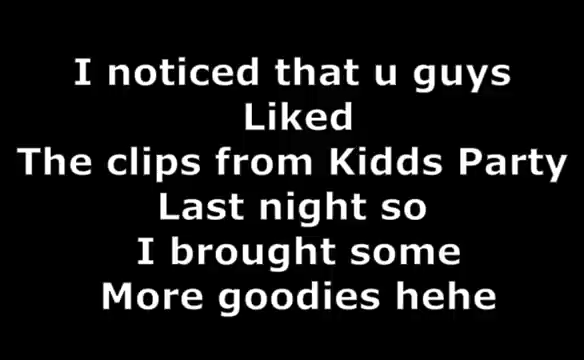 I noticed that u guys
Liked
The clips from Kidds Party
Last night so
I brought some
More goodies hehe